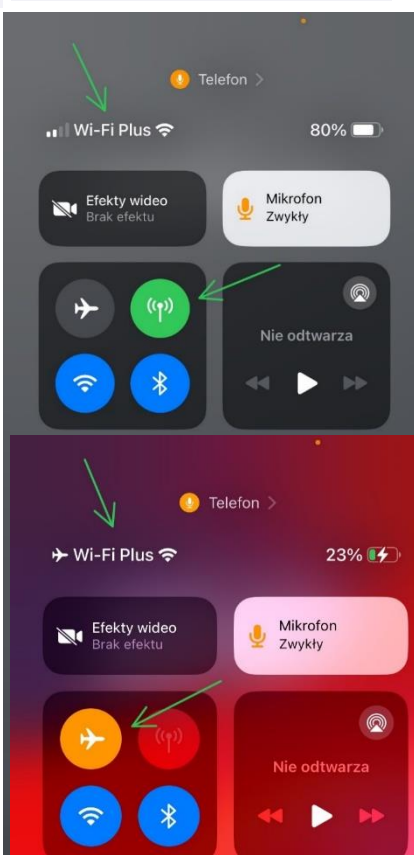 Telefon >
Wi-Fi Plus 80%
Efekty wideo
Brak efektu
Mikrofon
Zwykły
Nie odtwarza
Telefon >
Wi-Fi Plus 23%
Efekty wideo
Brak efektu
Mikrofon
Zwykły
Nie odtwarza